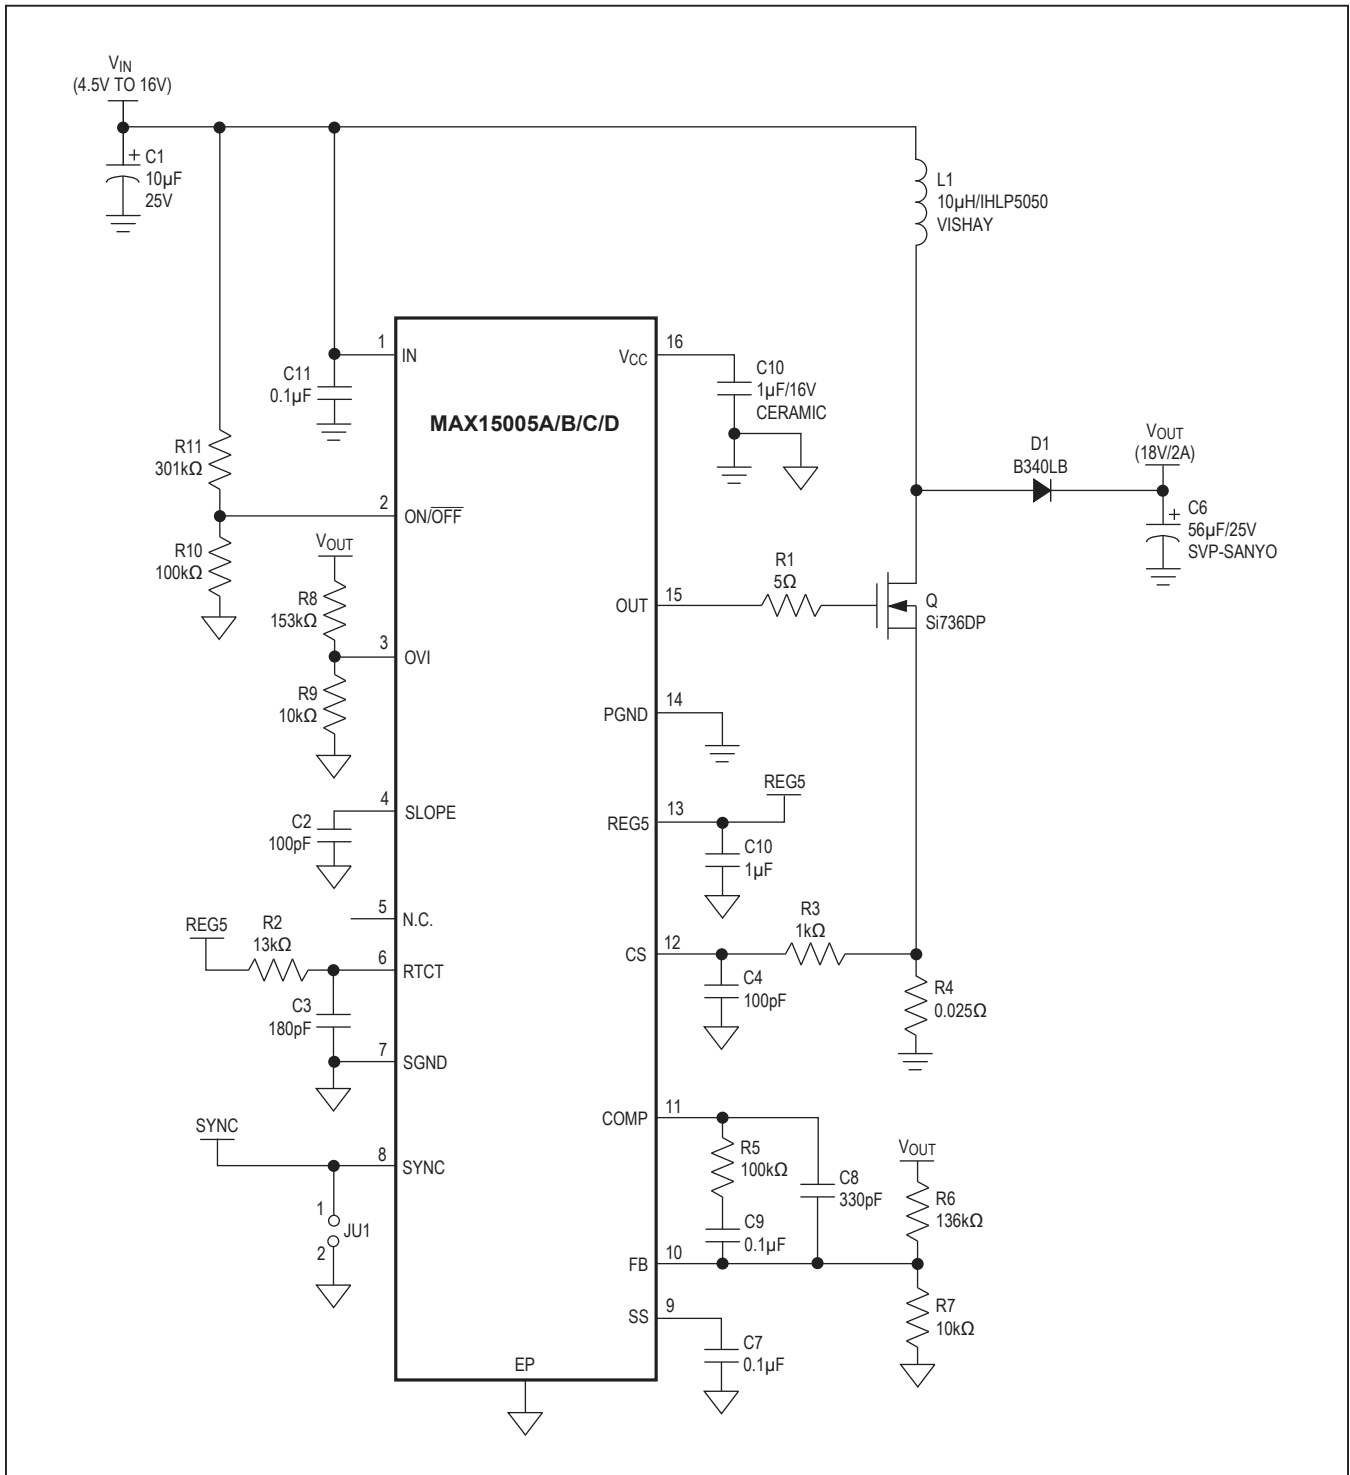 VIN
(4.5V TO 16V)
+ C1
10µF
25V
L1
10µH/IHLP5050
VISHAY
1
IN
C11
0.1µF
MAX15005A/B/C/D
16
VCC
C10
1µF/16V
CERAMIC
R11
301kΩ
2
ON/OFF
R10
100kΩ
D1
B340LB
VOUT
(18V/2A)
+ C6
56µF/25V
SVP-SANYO
VOUT
R8
153kΩ
3
OVI
R9
10kΩ
OUT
15
R1
5Ω
Q
Si736DP
PGND
14
4
SLOPE
C2
100pF
REG5
13
REG5
C10
1µF
5
N.C.
REG5
R2
13kΩ
6
RTCT
C3
180pF
7
SGND
CS
12
R3
1kΩ
C4
100pF
R4
0.025Ω
SYNC
8
SYNC
1
2
JU1
COMP
11
R5
100kΩ
C8
330pF
C9
0.1µF
VOUT
R6
136kΩ
FB
10
R7
10kΩ
SS
9
C7
0.1µF
EP